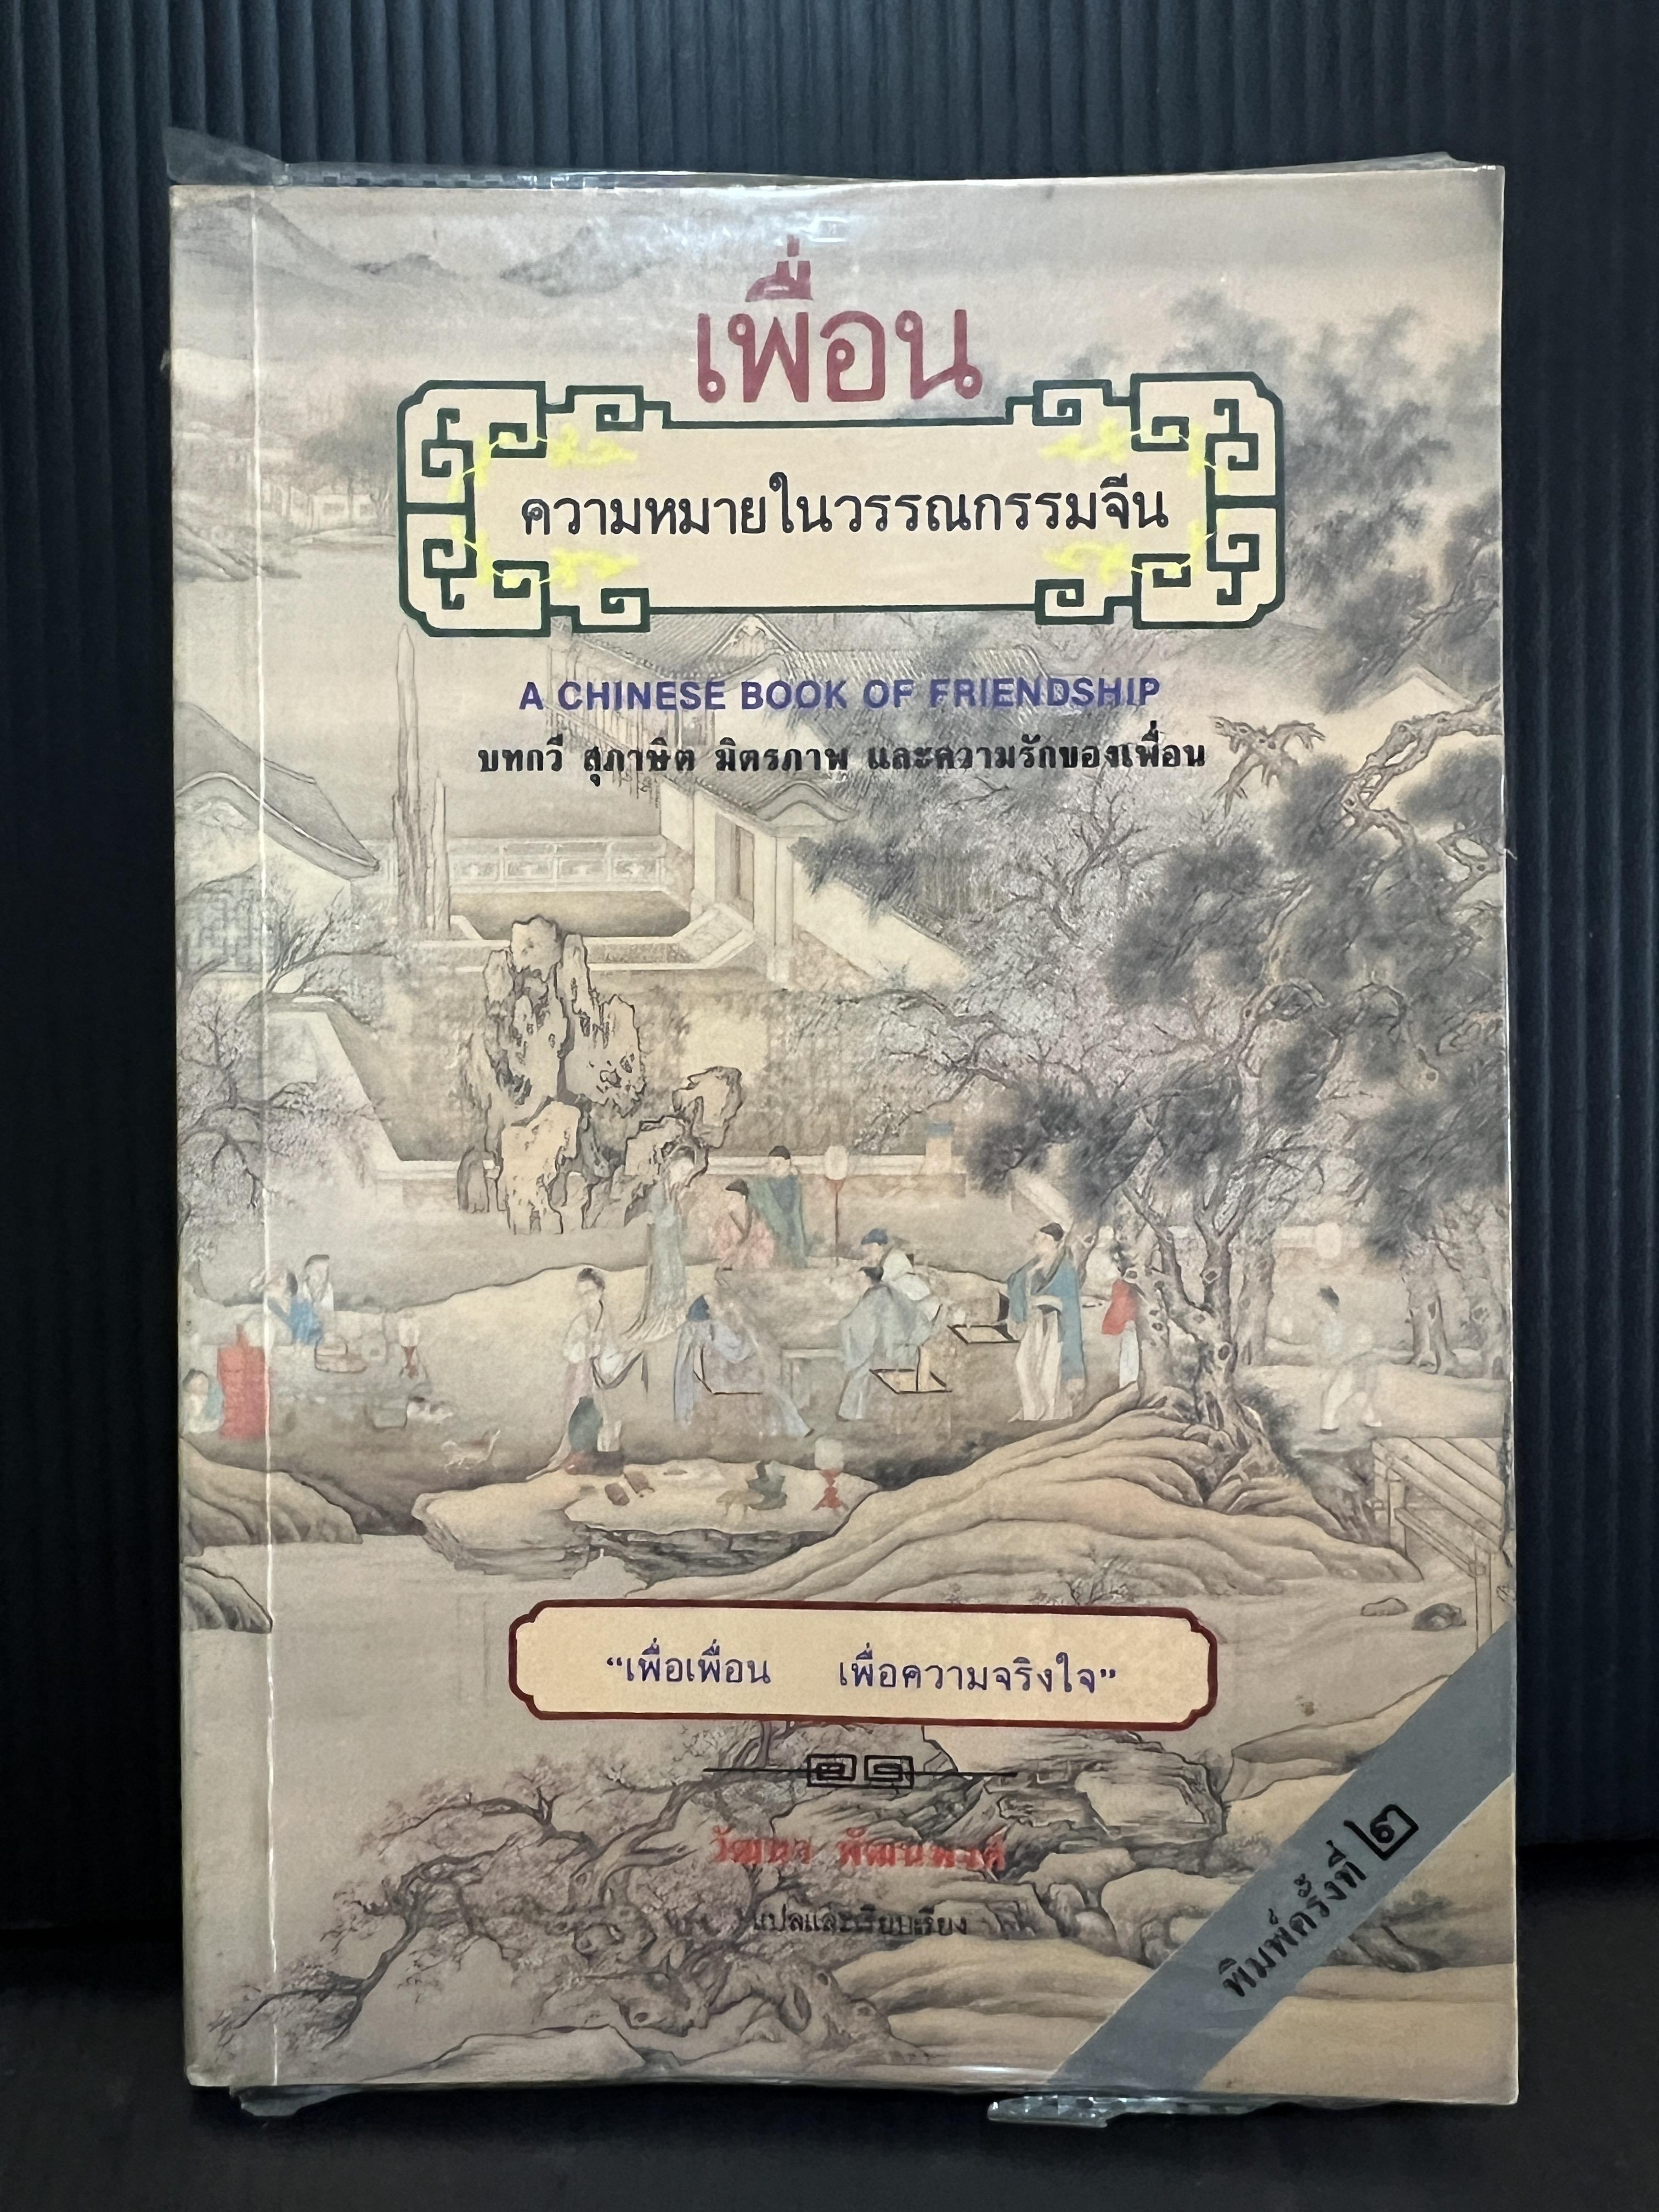 เพื่อน
ความหมายในวรรณกรรมจีน
A CHINESE BOOK OF FRIENDSHIP
บทกวี สุภาษิต มิตรภาพ และความรักของเพื่อน
“เพื่อเพื่อน เพื่อความจริงใจ”
วัฒนา พัฒนพงศ์
แปลและเรียบเรียง
พิมพ์ครั้งที่ ๒